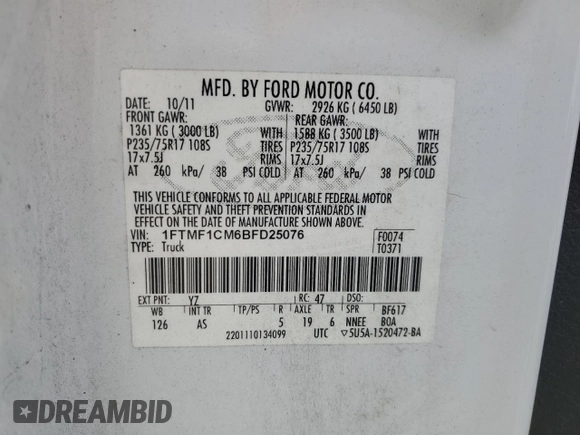 MFD. BY FORD MOTOR CO.
DATE: 10/11 GVWR: 2926 KG ( 6450 LB)
FRONT GAWR: REAR GAWR:
1361 KG ( 3000 LB) WITH 1588 KG ( 3500 LB) WITH
P235/75R17 108S TIRES P235/75R17 108S TIRES
17x7.5J RIMS 17x7.5J RIMS
AT 260 kPa/ 38 PSI COLD AT 260 kPa/ 38 PSI COLD
THIS VEHICLE CONFORMS TO ALL APPLICABLE FEDERAL MOTOR
VEHICLE SAFETY AND THEFT PREVENTION STANDARDS IN
EFFECT ON THE DATE OF MANUFACTURE SHOWN ABOVE.
VIN: 1FTMF1CM6BFD25076 F0074
TYPE: Truck T0371
EXT PNT: YZ RC: 47 DSO:
WB INT TR TP/PS R AXLE TR SPR BF617
126 AS 5 19 6 NNEE BOA
2201110134099 UTC ▽5U5A-1520472-BA
Ford
DREAMBID